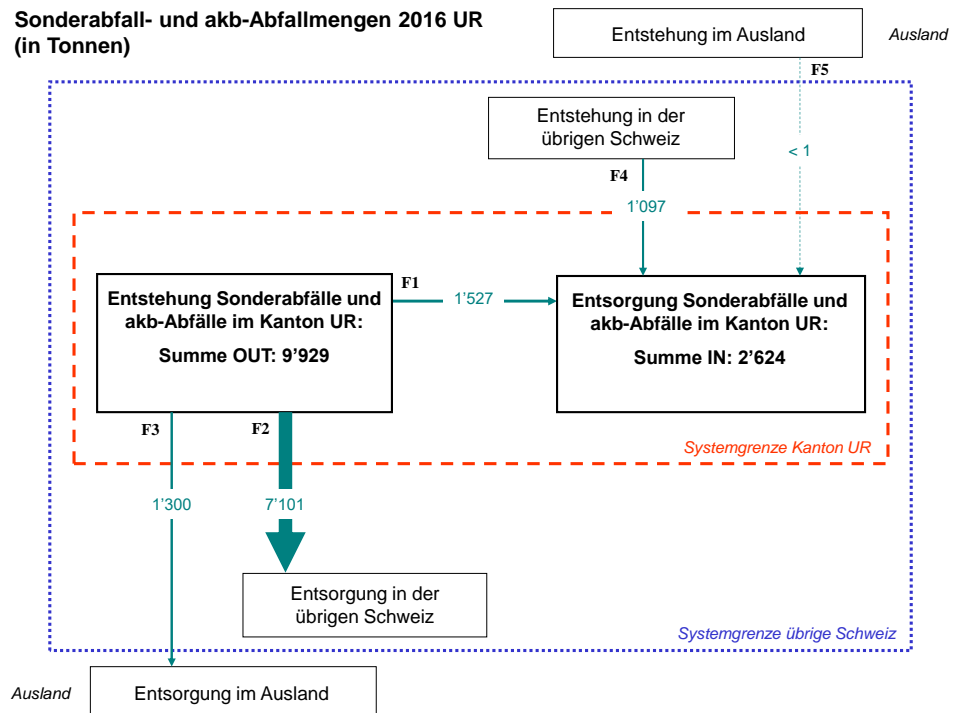 Sonderabfall- und akb-Abfallmengen 2016 UR
(in Tonnen)
Entstehung im Ausland
Ausland
F5
Entstehung in der
übrigen Schweiz
< 1
F4
1’097
F1
Entstehung Sonderabfälle und
akb-Abfälle im Kanton UR:
Summe OUT: 9’929
1’527
Entsorgung Sonderabfälle und
akb-Abfälle im Kanton UR:
Summe IN: 2’624
F3
F2
Systemgrenze Kanton UR
1’300
7’101
Entsorgung in der
übrigen Schweiz
Systemgrenze übrige Schweiz
Ausland
Entsorgung im Ausland